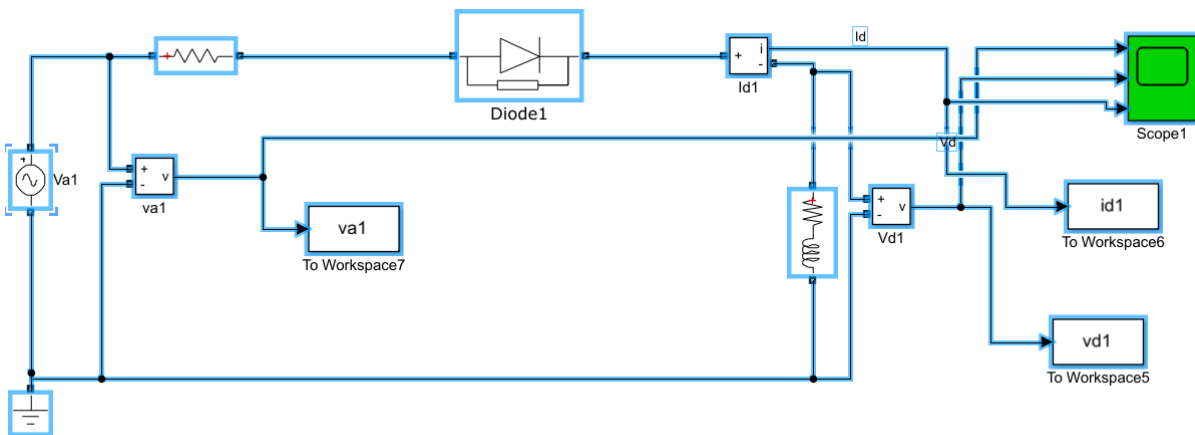 Id
+
i
-
Id1
Diode1
Scope1
Vd
+
Va1
+
-
v
va1
va1
To Workspace7
+
-
v
Vd1
id1
To Workspace6
vd1
To Workspace5